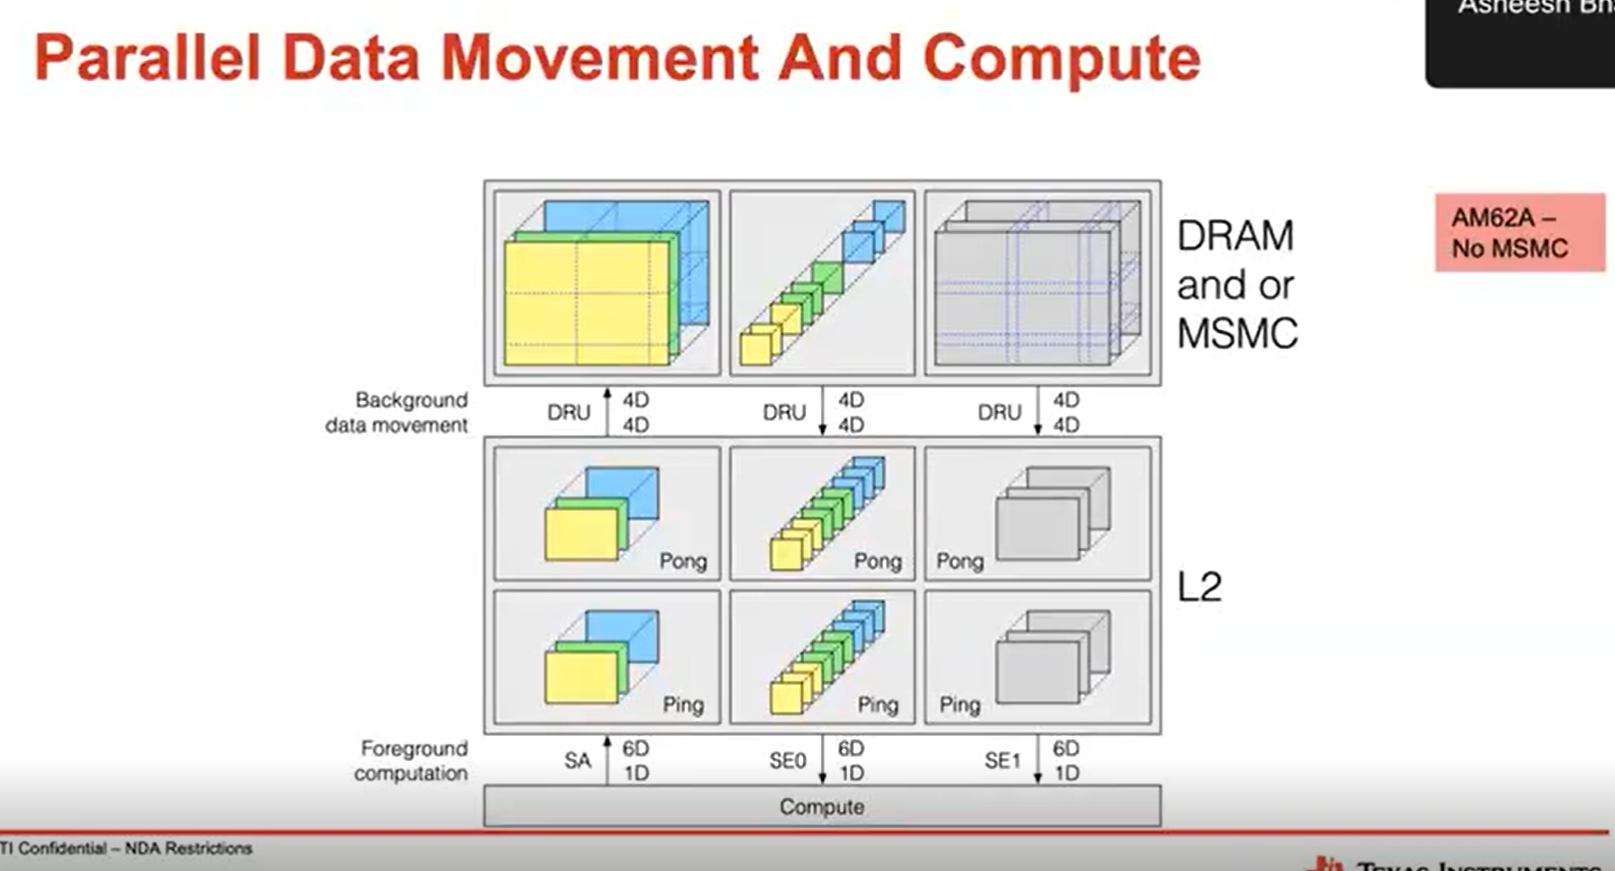 Asheesh
Parallel Data Movement And Compute
AM62A –
No MSMC
DRAM
and or
MSMC
Background
data movement
DRU
4D
4D
DRU
4D
4D
DRU
4D
4D
Pong
Pong
Pong
L2
Ping
Ping
Ping
Foreground
computation
SA
6D
1D
SE0
6D
1D
SE1
6D
1D
Compute
TI Confidential – NDA Restrictions
TEXAS INSTRUMENTS